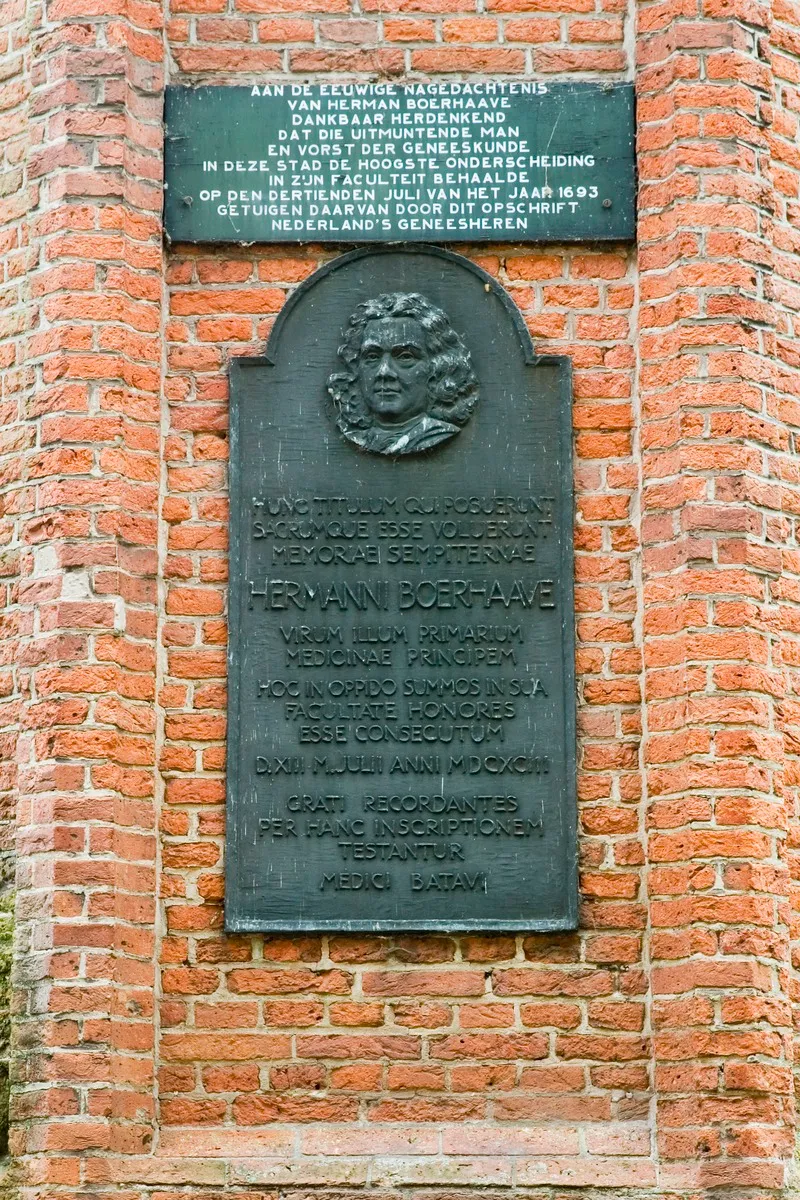 AAN DE EEUWIGE NAGEDACHTENIS
VAN HERMAN BOERHAAVE
DANKBAAR HERDENKEND
DAT DIE UITMUNTENDE MAN
EN VORST DER GENEESKUNDE
IN DEZE STAD DE HOOGSTE ONDERSCHEIDING
IN Z'JN FACULTEIT BEHAALDE
OP DEN DERTIENDEN JULI VAN HET JAAR 1693
GETUIGEN DAARVAN DOOR DIT OPSCHRIFT
NEDERLAND'S GENEESHEREN
HUNC TITULUM QUI POSUERUNT
SACRUMQUE ESSE VOLUERUNT
MEMORIAE SEMPITERNAE
HERMANNI BOERHAAVE
VIRUM ILLUM PRIMARIUM
MEDICINAE PRINCIPEM
HOC IN OPPIDO SUMMOS IN SUA
FACULTATE HONORES
ESSE CONSECUTUM
D.XIII M.JULII ANNI MDCXCIII
GRATI RECORDANTES
PER HANC INSCRIPTIONEM
TESTANTUR
MEDICI BATAVI